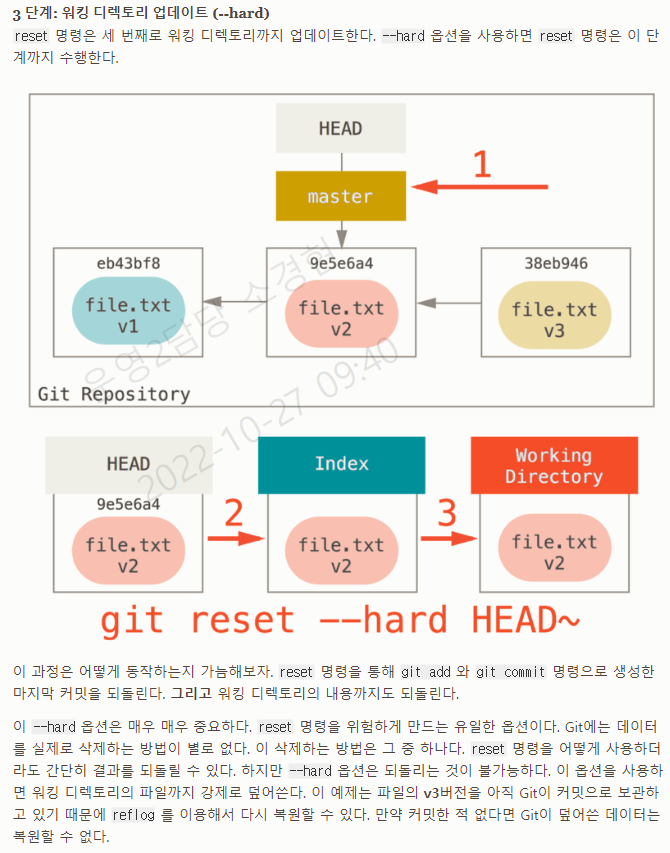 3 단계: 워킹 디렉토리 업데이트 (--hard)
reset 명령은 세 번째로 워킹 디렉토리까지 업데이트한다. --hard 옵션을 사용하면 reset 명령은 이 단
계까지 수행한다.
HEAD
1
master
eb43bf8
9e5e6a4
38eb946
file.txt
v1
file.txt
v2
file.txt
v3
Git Repository
운영2담당 소경현
2022-10-27 09:40
HEAD
Index
Working
Directory
9e5e6a4
2
3
file.txt
v2
file.txt
v2
file.txt
v2
git reset --hard HEAD~
이 과정은 어떻게 동작하는지 가늠해보자. reset 명령을 통해 git add 와 git commit 명령으로 생성한
마지막 커밋을 되돌린다. 그리고 워킹 디렉토리의 내용까지도 되돌린다.
이 --hard 옵션은 매우 매우 중요하다. reset 명령을 위험하게 만드는 유일한 옵션이다. Git에는 데이터
를 실제로 삭제하는 방법이 별로 없다. 이 삭제하는 방법은 그 중 하나다. reset 명령을 어떻게 사용하더
라도 간단히 결과를 되돌릴 수 있다. 하지만 --hard 옵션은 되돌리는 것이 불가능하다. 이 옵션을 사용하
면 워킹 디렉토리의 파일까지 강제로 덮어쓴다. 이 예제는 파일의 v3버전을 아직 Git이 커밋으로 보관하
고 있기 때문에 reflog 를 이용해서 다시 복원할 수 있다. 만약 커밋한 적 없다면 Git이 덮어쓴 데이터는
복원할 수 없다.